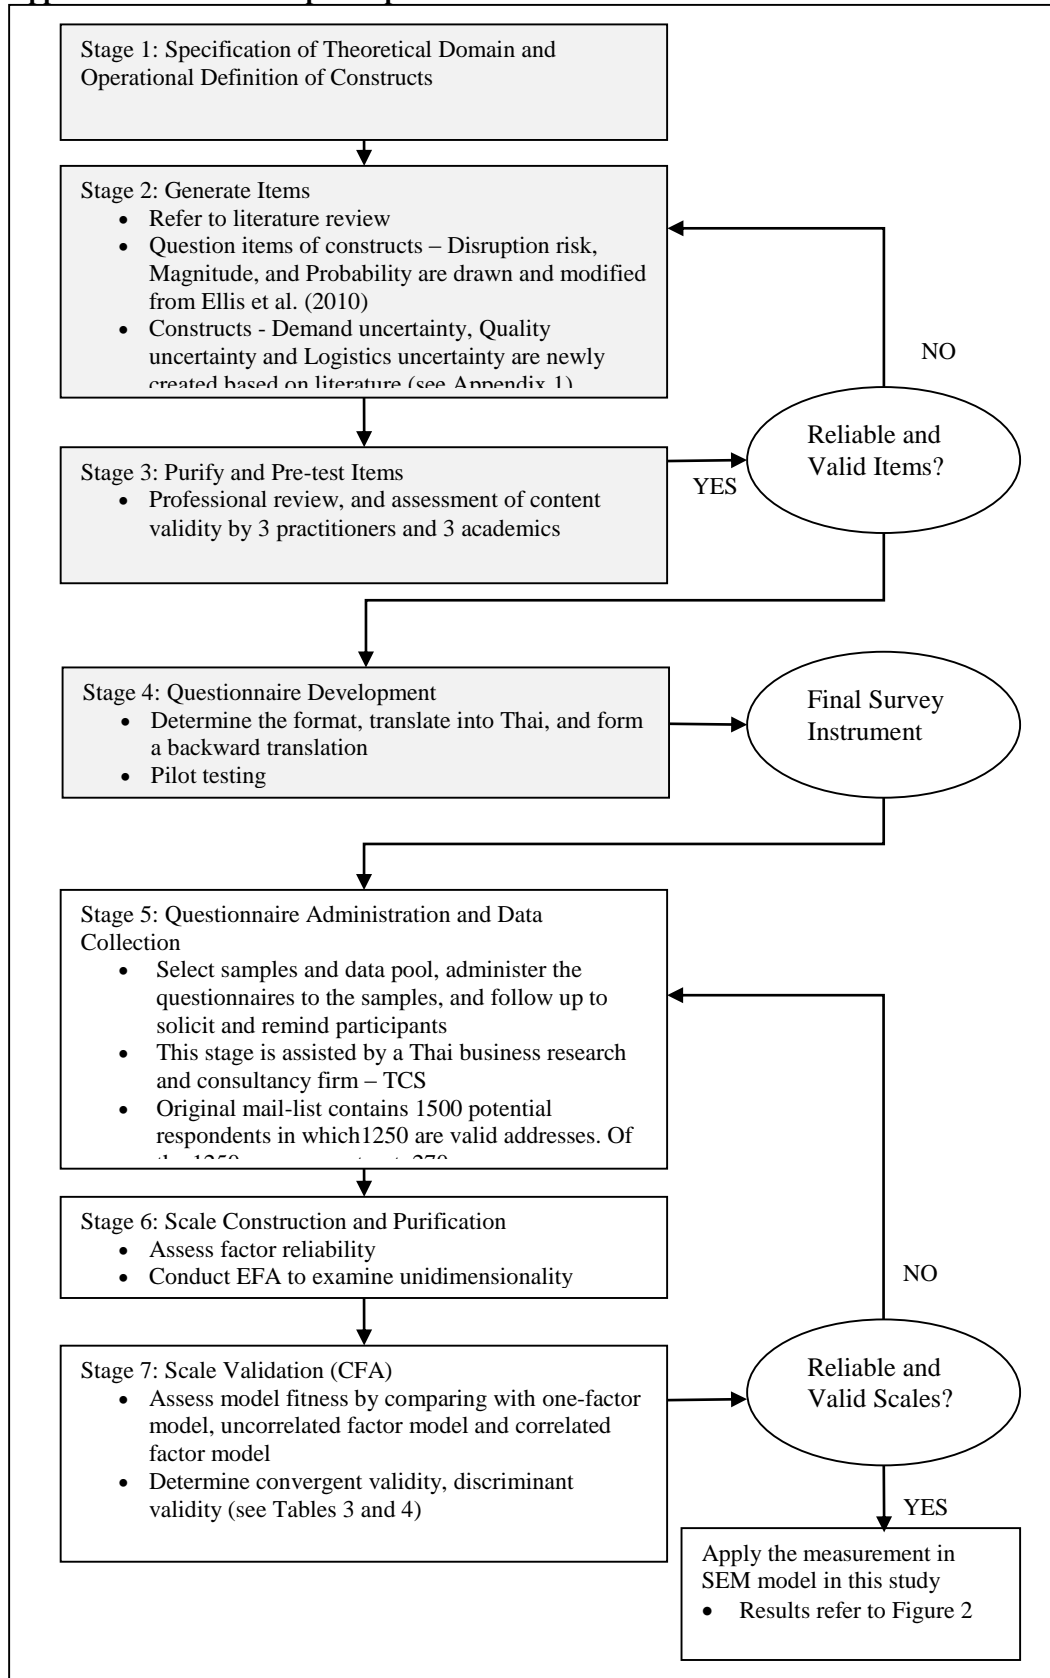 Stage 1: Specification of Theoretical Domain and
Operational Definition of Constructs
Stage 2: Generate Items
• Refer to literature review
• Question items of constructs – Disruption risk,
Magnitude, and Probability are drawn and modified
from Ellis et al. (2010)
• Constructs - Demand uncertainty, Quality
uncertainty and Logistics uncertainty are newly
created based on literature (see Appendix 1)
NO
Reliable and
Valid Items?
YES
Stage 3: Purify and Pre-test Items
• Professional review, and assessment of content
validity by 3 practitioners and 3 academics
Stage 4: Questionnaire Development
• Determine the format, translate into Thai, and form
a backward translation
• Pilot testing
Final Survey
Instrument
Stage 5: Questionnaire Administration and Data
Collection
• Select samples and data pool, administer the
questionnaires to the samples, and follow up to
solicit and remind participants
• This stage is assisted by a Thai business research
and consultancy firm – TCS
• Original mail-list contains 1500 potential
respondents in which1250 are valid addresses. Of
Stage 6: Scale Construction and Purification
• Assess factor reliability
• Conduct EFA to examine unidimensionality
NO
Stage 7: Scale Validation (CFA)
• Assess model fitness by comparing with one-factor
model, uncorrelated factor model and correlated
factor model
• Determine convergent validity, discriminant
validity (see Tables 3 and 4)
Reliable and
Valid Scales?
YES
Apply the measurement in
SEM model in this study
• Results refer to Figure 2